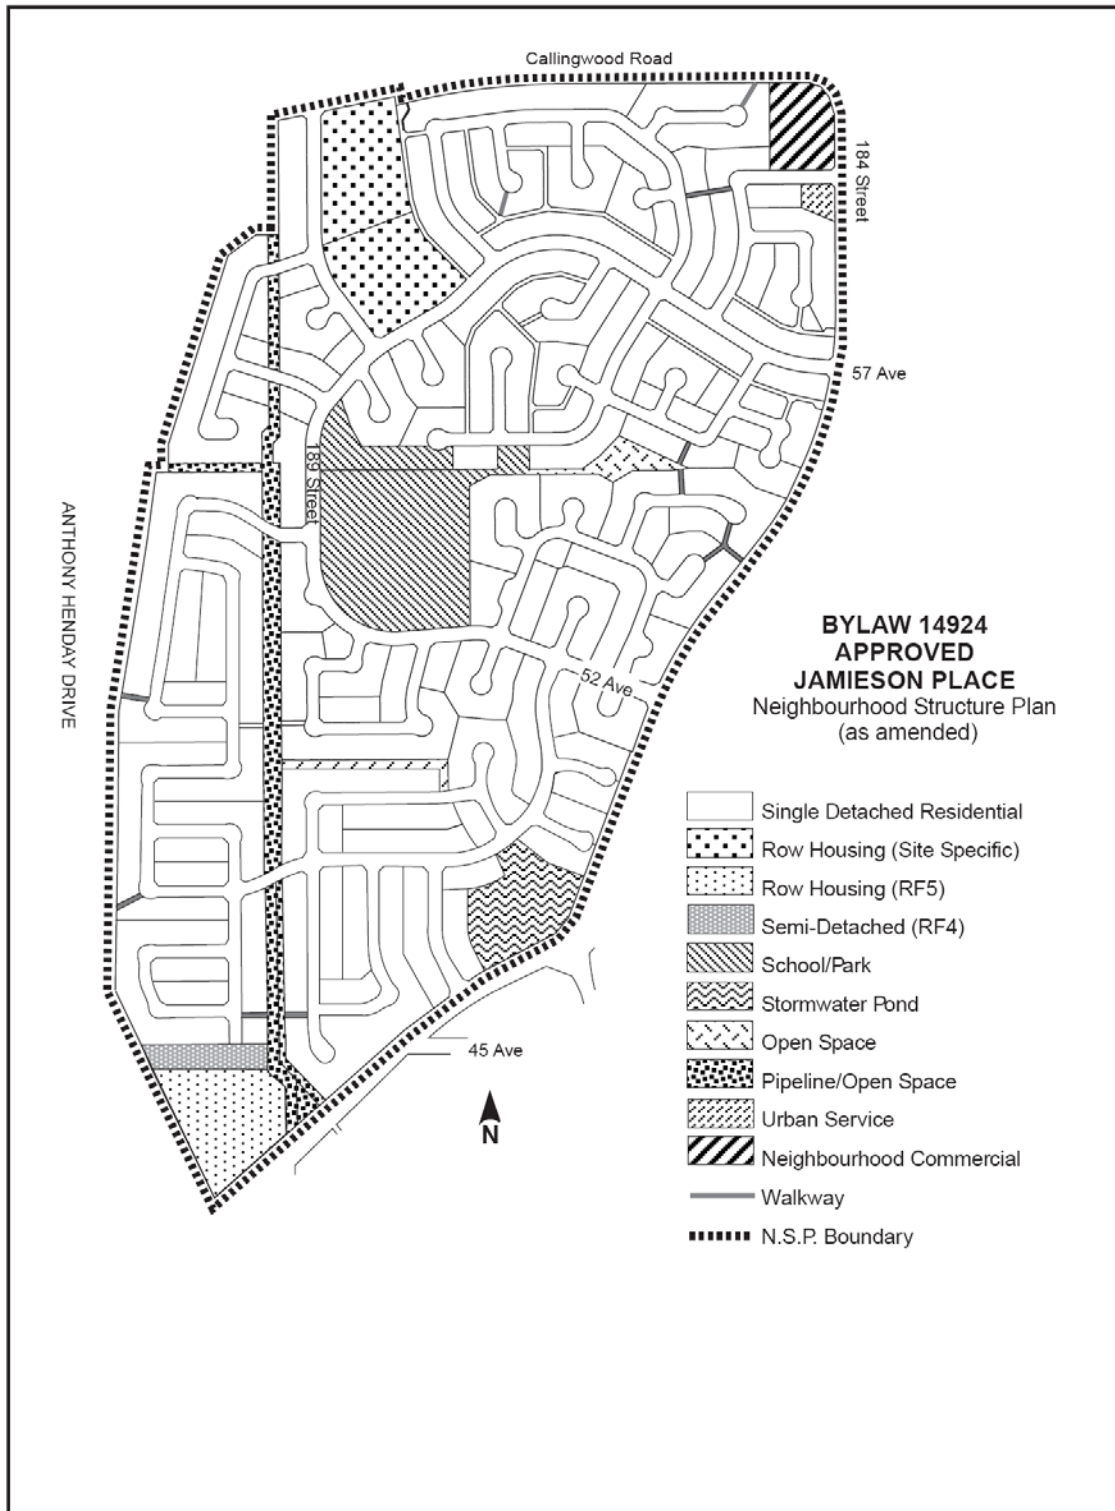 Callingwood Road
184 Street
57 Ave
189 Street
ANTHONY HENDAY DRIVE
52 Ave
BYLAW 14924
APPROVED
JAMIESON PLACE
Neighbourhood Structure Plan
(as amended)
Single Detached Residential
Row Housing (Site Specific)
Row Housing (RF5)
Semi-Detached (RF4)
School/Park
Stormwater Pond
Open Space
Pipeline/Open Space
Urban Service
Neighbourhood Commercial
Walkway
N.S.P. Boundary
45 Ave
N